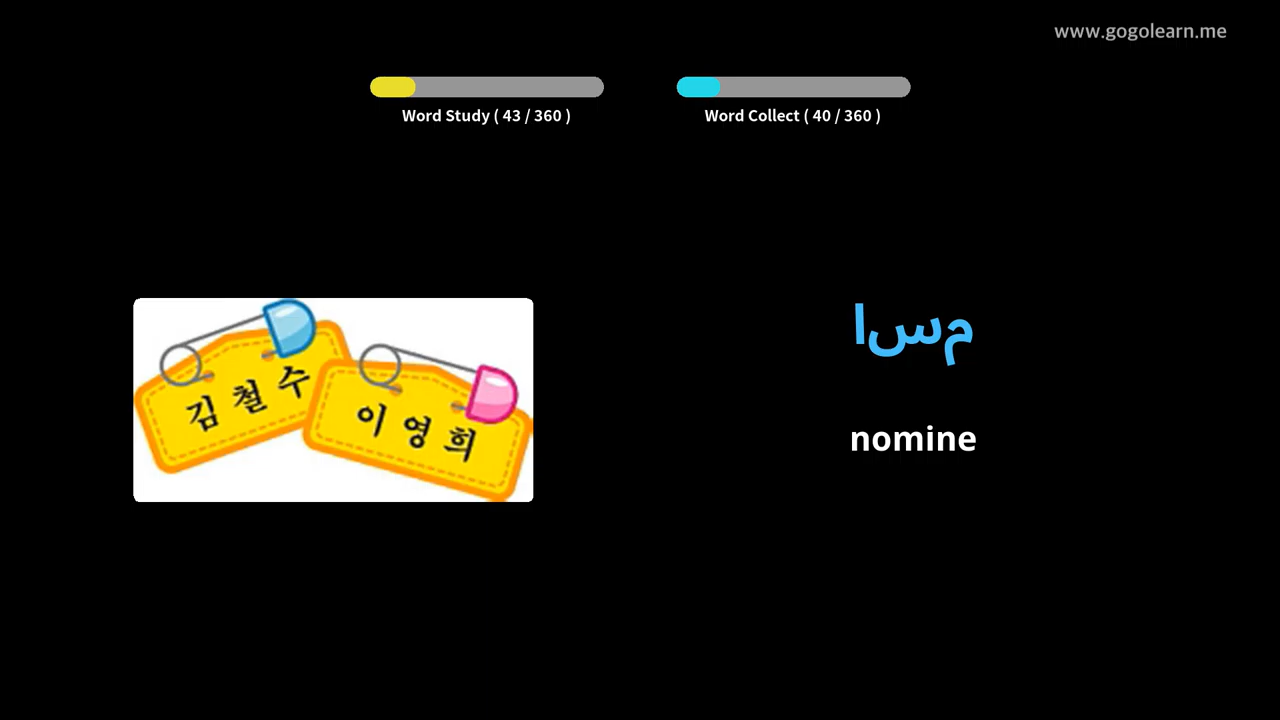 www.gogolearn.me
Word Study ( 43 / 360 )
Word Collect ( 40 / 360 )
김철수
이영희
اسم
nomine